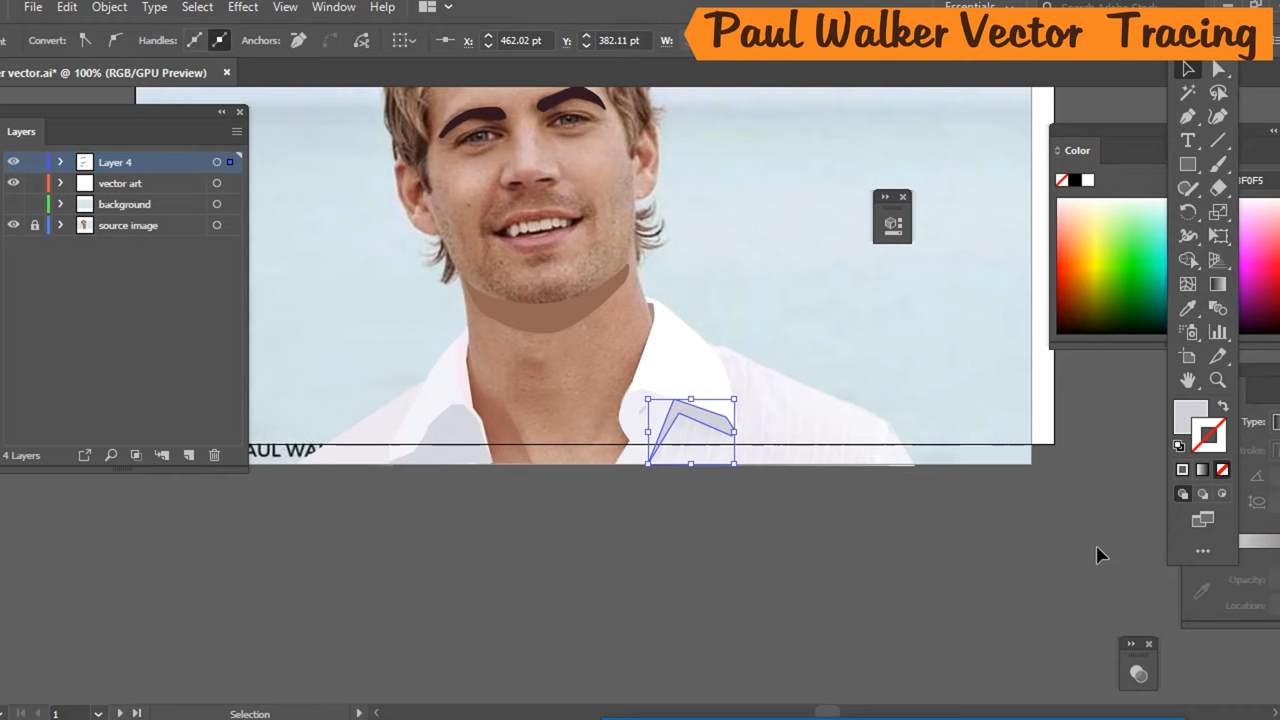 File Edit Object Type Select Effect View Window Help
Paul Walker Vector Tracing
Convert: Handles: Anchors: X: 462.02 pt Y: 382.11 pt W:
er vector.ai* @ 100% (RGB/GPU Preview)
Layers
Color
Layer 4
vector art
background
source image
Type:
4 Layers
AUL WA
Opacity:
Location:
1
Selection